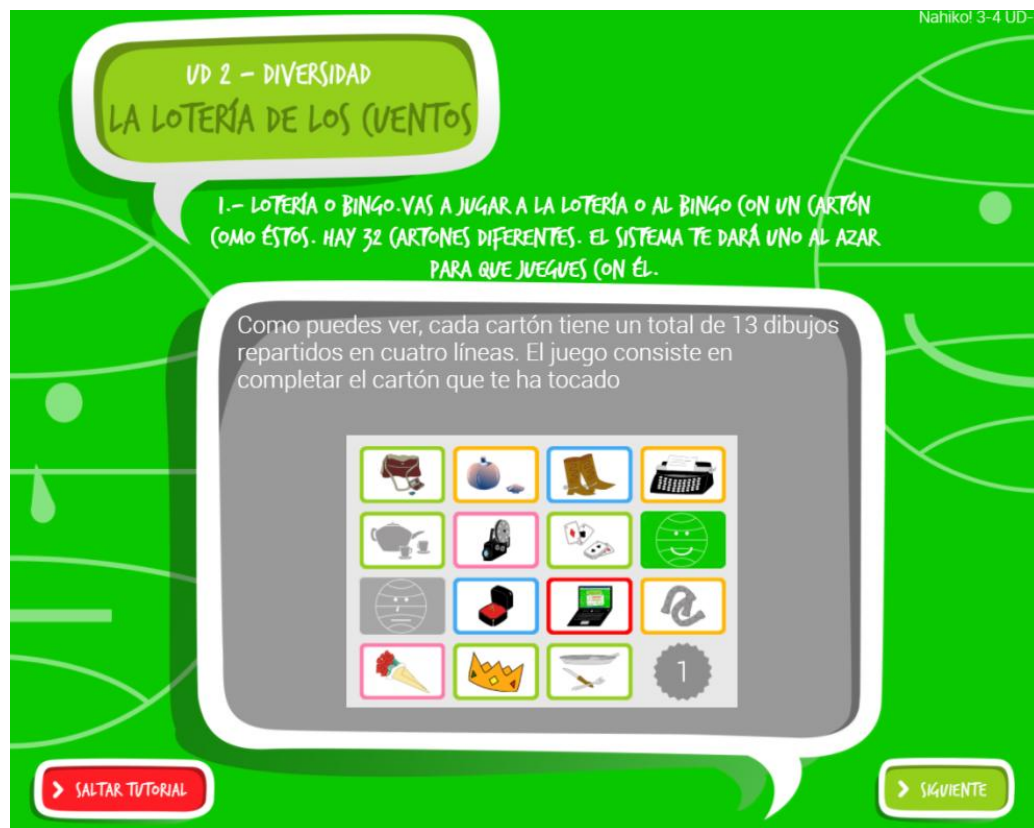 Nahiko! 3-4 UD-
UD 2 – DIVERSIDAD
LA LOTERÍA DE LOS CUENTOS
1.– LOTERÍA O BINGO.VAS A JUGAR A LA LOTERÍA O AL BINGO CON UN CARTÓN
COMO ÉSTOS. HAY 32 CARTONES DIFERENTES. EL SISTEMA TE DARÁ UNO AL AZAR
PARA QUE JUEGUES CON ÉL.
Como puedes ver, cada cartón tiene un total de 13 dibujos
repartidos en cuatro líneas. El juego consiste en
completar el cartón que te ha tocado
1
> SALTAR TUTORIAL
> SIGUIENTE